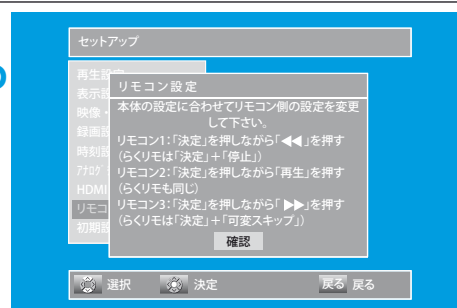 セットアップ
再生
表示
映像・
録画
時刻設
アナログ
HDMI
リモコ
初期設
リモコン設定
本体の設定に合わせてリモコン側の設定を変更
して下さい。
リモコン1:「決定」を押しながら「◀◀」を押す
(らくリモは「決定」+「停止」)
リモコン2:「決定」を押しながら「再生」を押す
(らくリモも同じ)
リモコン3:「決定」を押しながら「▶▶」を押す
(らくリモは「決定」+「可変スキップ」)
確認
選択 決定 戻る 戻る